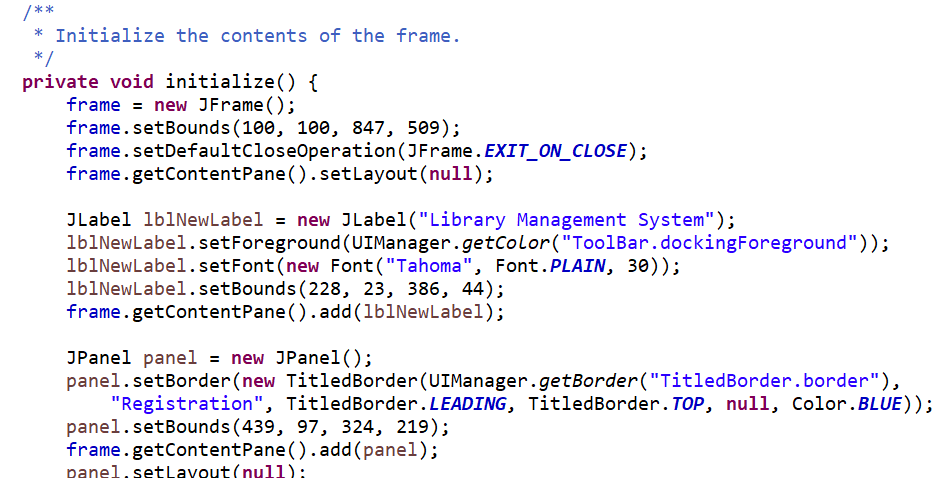 /**
 * Initialize the contents of the frame.
 */
private void initialize() {
    frame = new JFrame();
    frame.setBounds(100, 100, 847, 509);
    frame.setDefaultCloseOperation(JFrame.EXIT_ON_CLOSE);
    frame.getContentPane().setLayout(null);

    JLabel lblNewLabel = new JLabel("Library Management System");
    lblNewLabel.setForeground(UIManager.getColor("ToolBar.dockingForeground"));
    lblNewLabel.setFont(new Font("Tahoma", Font.PLAIN, 30));
    lblNewLabel.setBounds(228, 23, 386, 44);
    frame.getContentPane().add(lblNewLabel);

    JPanel panel = new JPanel();
    panel.setBorder(new TitledBorder(UIManager.getBorder("TitledBorder.border"),
        "Registration", TitledBorder.LEADING, TitledBorder.TOP, null, Color.BLUE));
    panel.setBounds(439, 97, 324, 219);
    frame.getContentPane().add(panel);
    panel.setLayout(null);